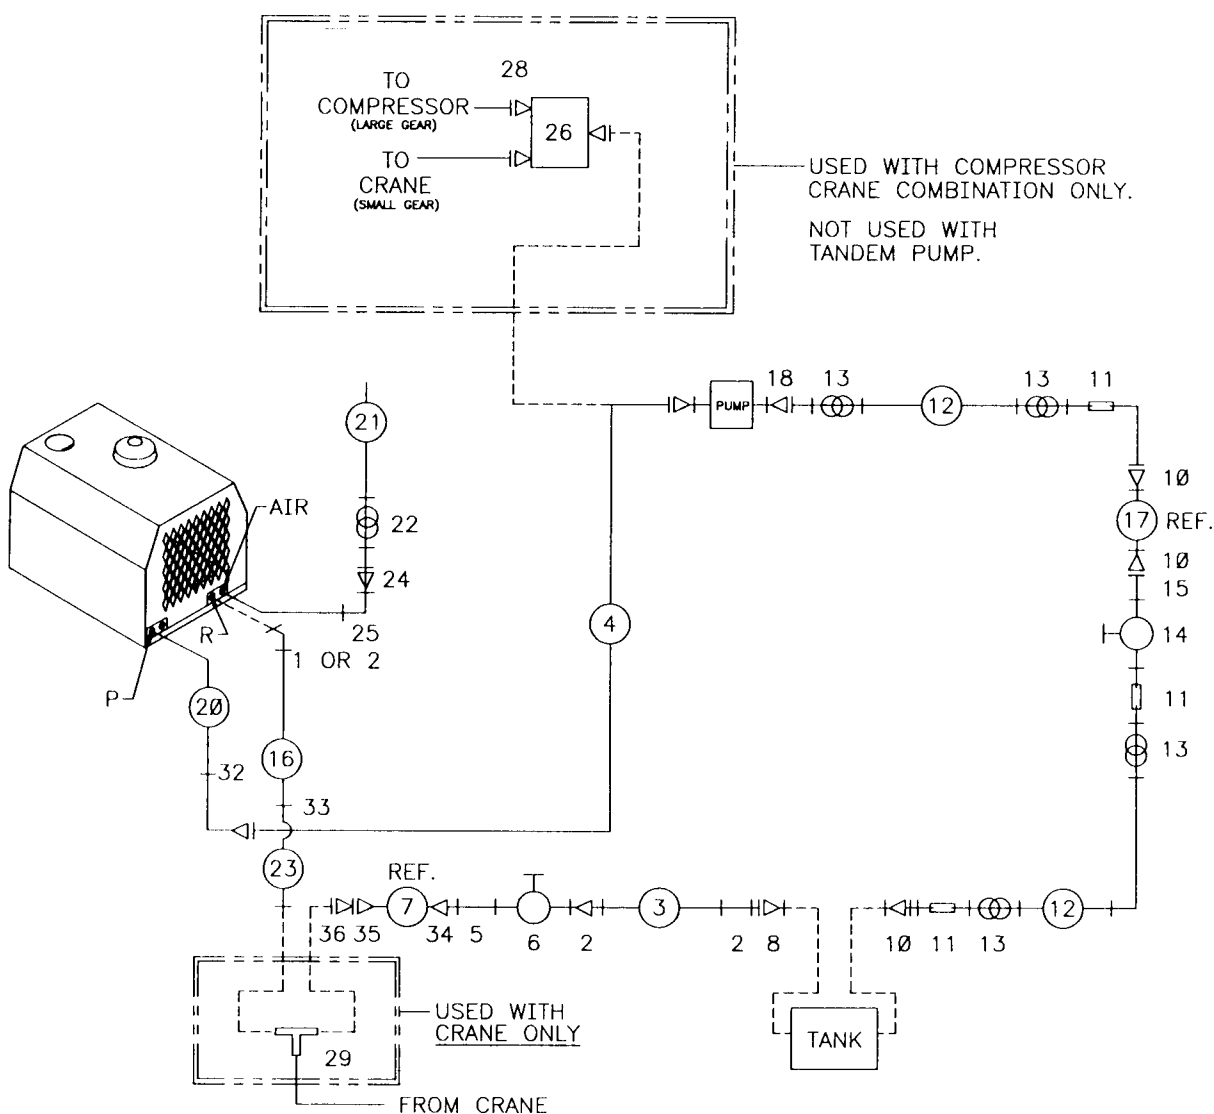 28
TO
COMPRESSOR
(LARGE GEAR)
26
TO
CRANE
(SMALL GEAR)
USED WITH COMPRESSOR
CRANE COMBINATION ONLY.
NOT USED WITH
TANDEM PUMP.
18 13 13 11
PUMP 12
21
10
AIR
22
17 REF.
10
24
15
R
25
4
14
1 OR 2
P
20
11
16
13
32
33
23
REF.
7 3 12
36 35 34 5 6 2 2 8 10 11 13
USED WITH
CRANE ONLY
29
TANK
FROM CRANE